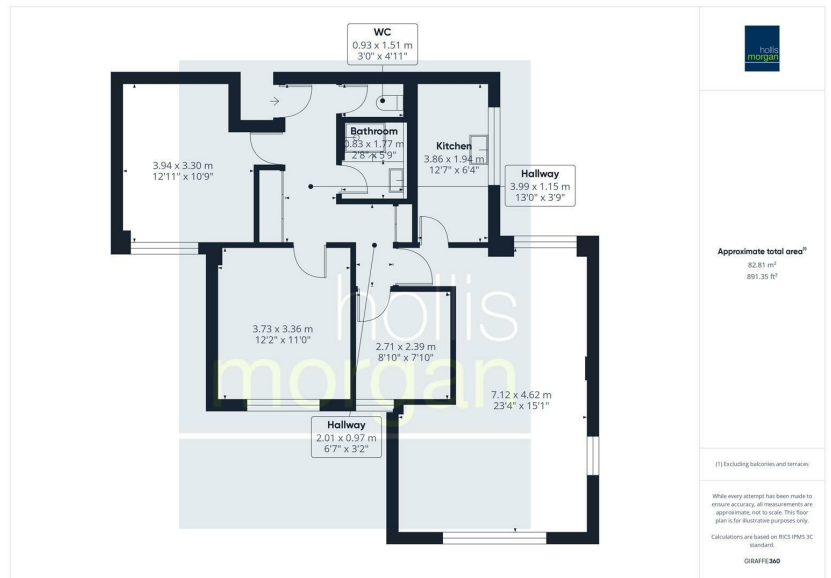 WC
0.93 x 1.51 m
3'0" x 4'11"
Bathroom
0.83 x 1.77 m
2'8" x 5'9"
Kitchen
3.86 x 1.94 m
12'7" x 6'4"
Hallway
3.99 x 1.15 m
13'0" x 3'9"
3.94 x 3.30 m
12'11" x 10'9"
3.73 x 3.36 m
12'2" x 11'0"
2.71 x 2.39 m
8'10" x 7'10"
7.12 x 4.62 m
23'4" x 15'1"
Hallway
2.01 x 0.97 m
6'7" x 3'2"
hollis
morgan
hollis
morgan
Approximate total area⁽¹⁾
82.81 m²
891.35 ft²
(1) Excluding balconies and terraces
While every attempt has been made to
ensure accuracy, all measurements are
approximate, not to scale. This floor
plan is for illustrative purposes only.
Calculations are based on RICS IPMS 3C
standard.
GIRAFFE360